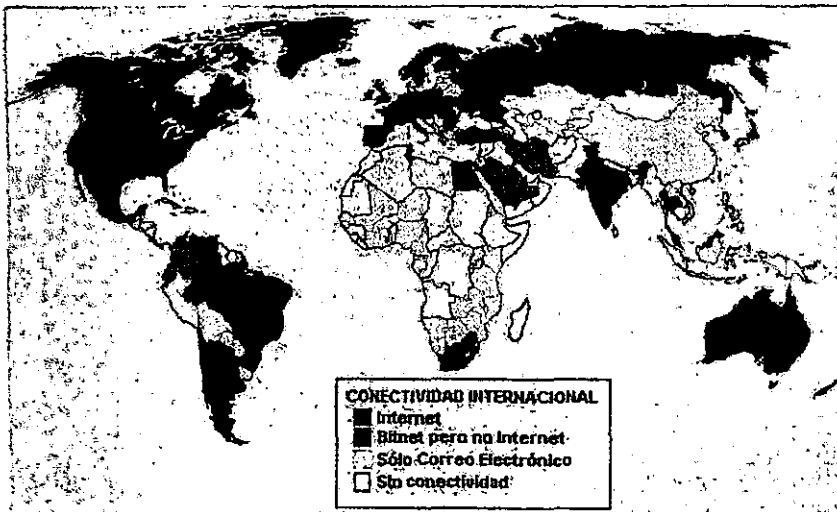 CONECTIVIDAD INTERNACIONAL
Internet
Bitnet pero no Internet
Sólo Correo Electrónico
Sin conectividad